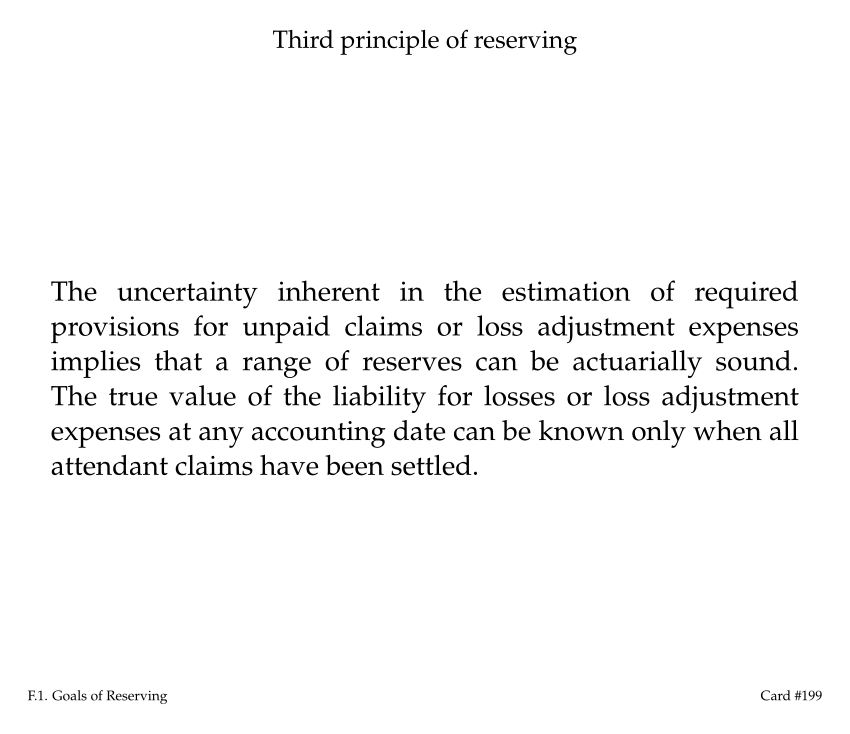 Third principle of reserving
The uncertainty inherent in the estimation of required
provisions for unpaid claims or loss adjustment expenses
implies that a range of reserves can be actuarially sound.
The true value of the liability for losses or loss adjustment
expenses at any accounting date can be known only when all
attendant claims have been settled.
F.1. Goals of Reserving
Card #199